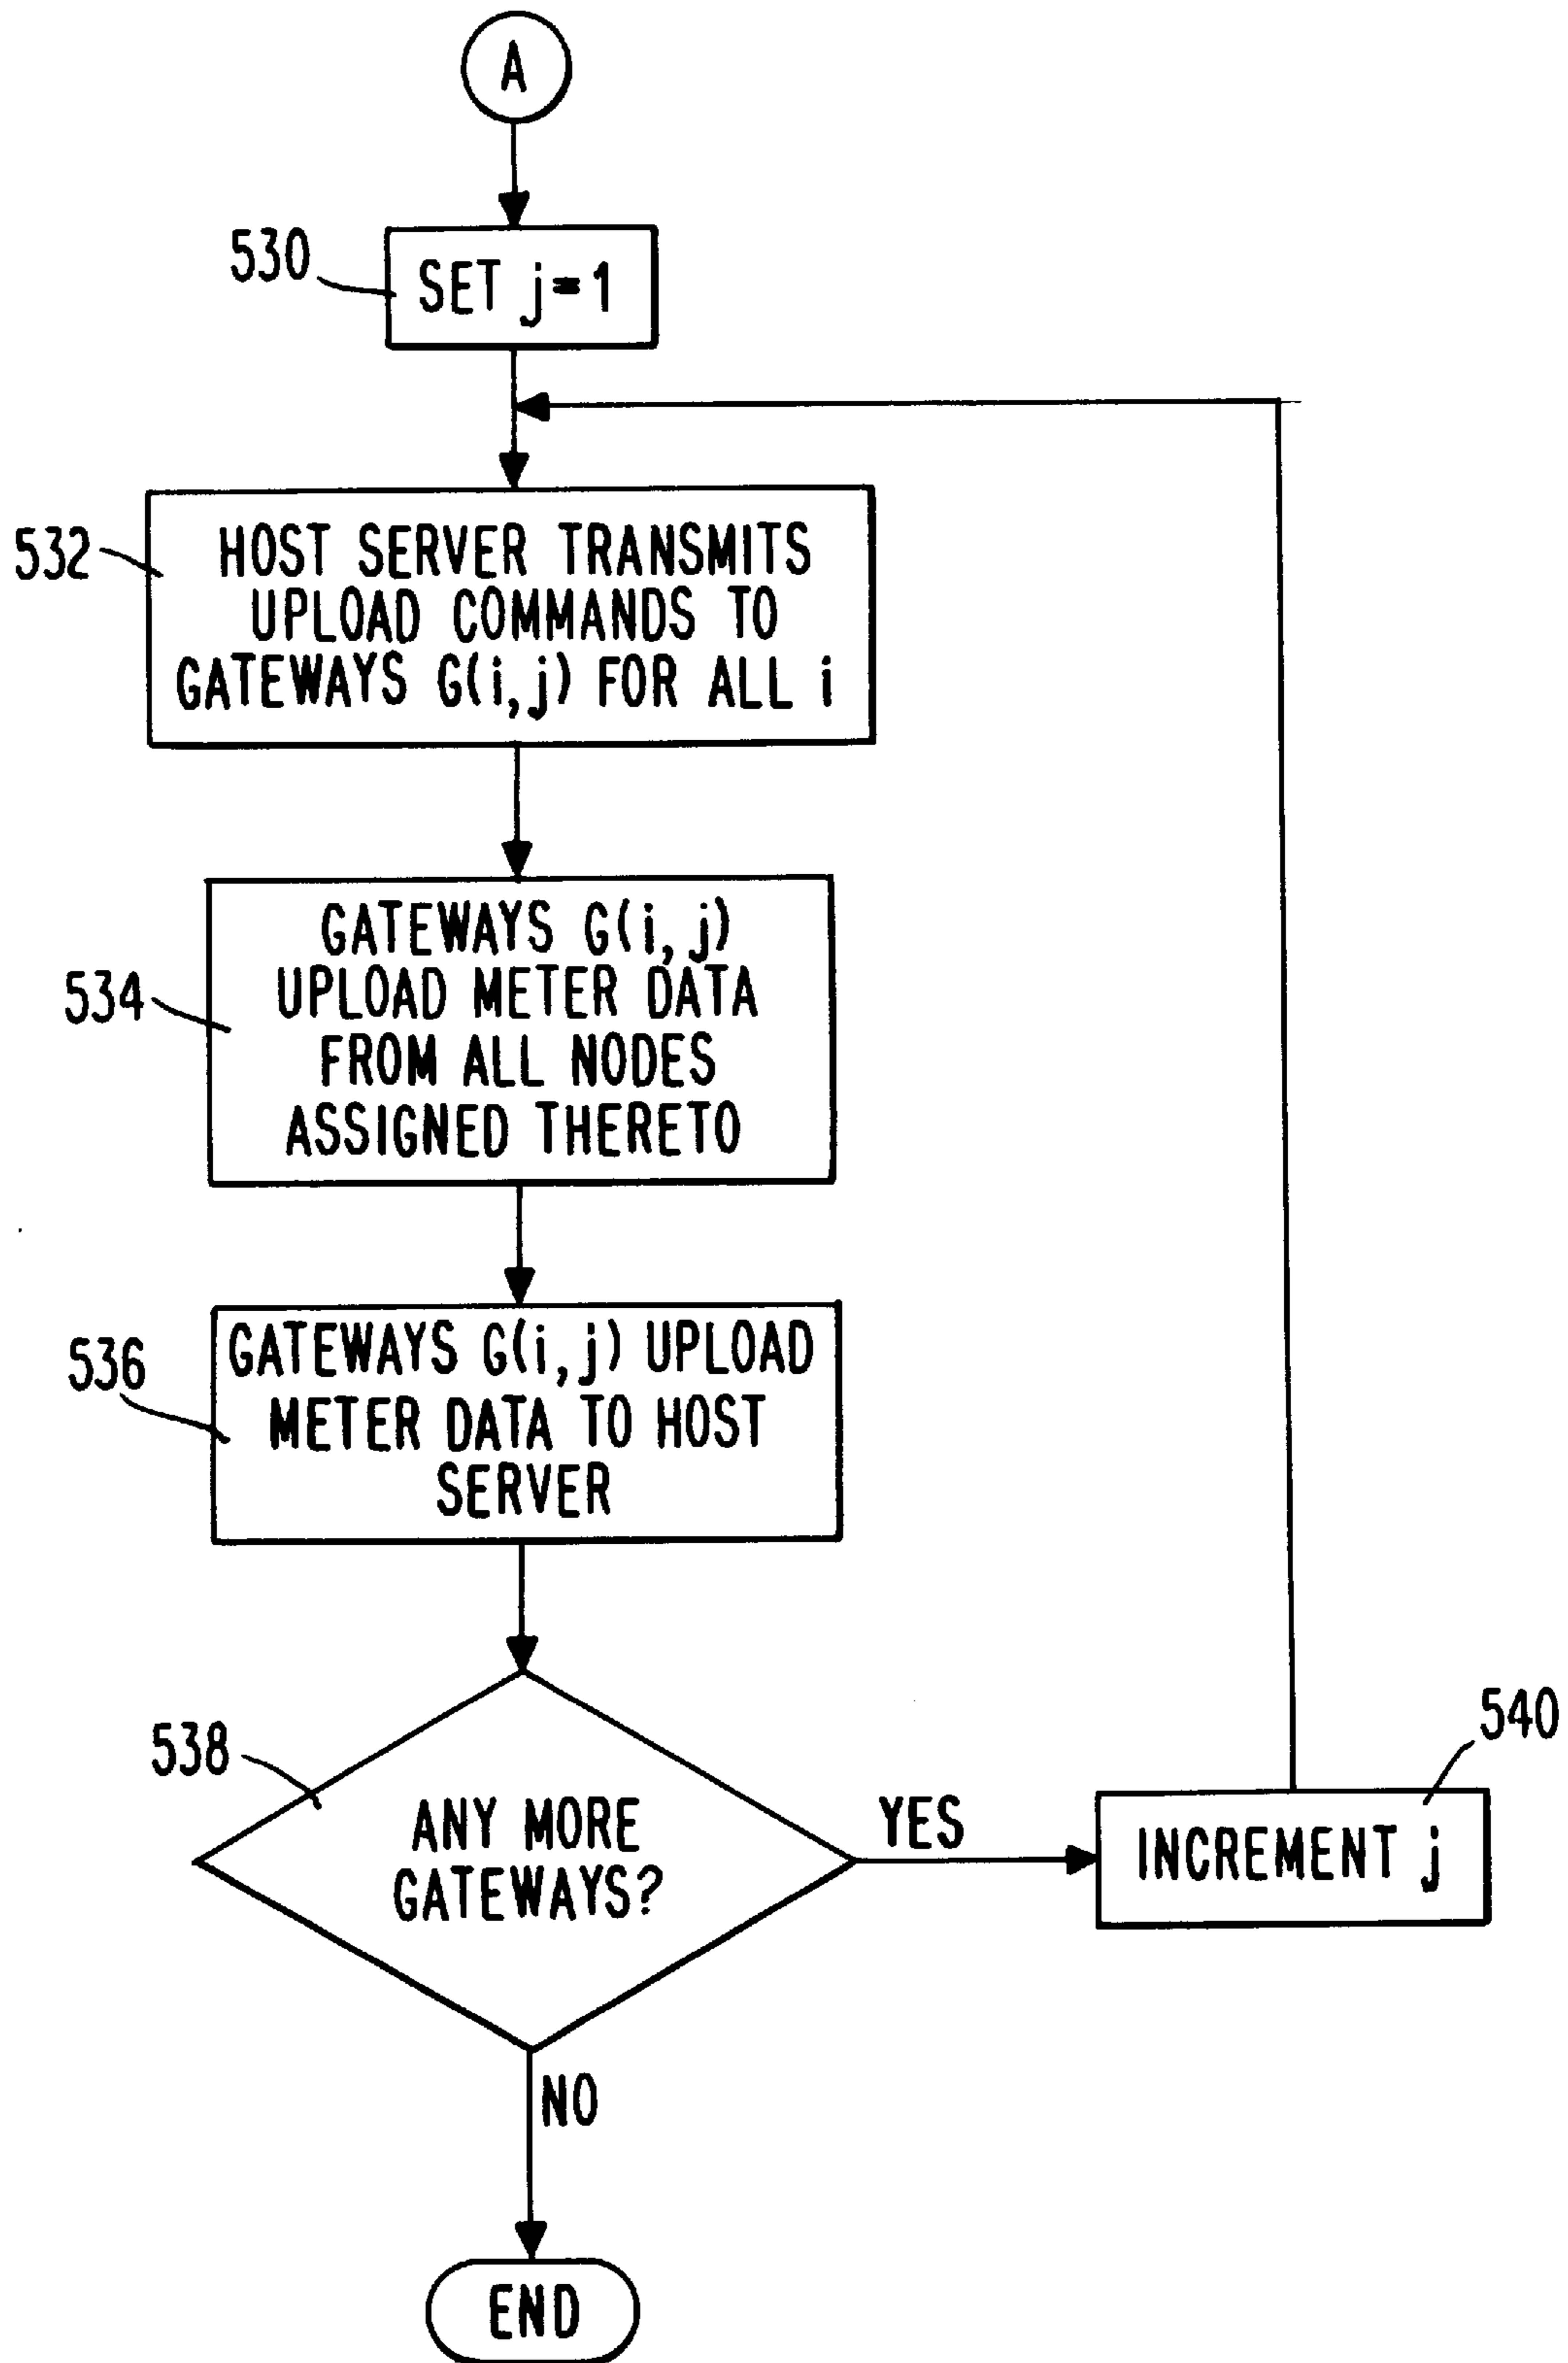 A
530
SET j=1
532
HOST SERVER TRANSMITS
UPLOAD COMMANDS TO
GATEWAYS G(i,j) FOR ALL i
534
GATEWAYS G(i,j)
UPLOAD METER DATA
FROM ALL NODES
ASSIGNED THERETO
536
GATEWAYS G(i,j) UPLOAD
METER DATA TO HOST
SERVER
538
ANY MORE
GATEWAYS?
YES
540
INCREMENT j
NO
END